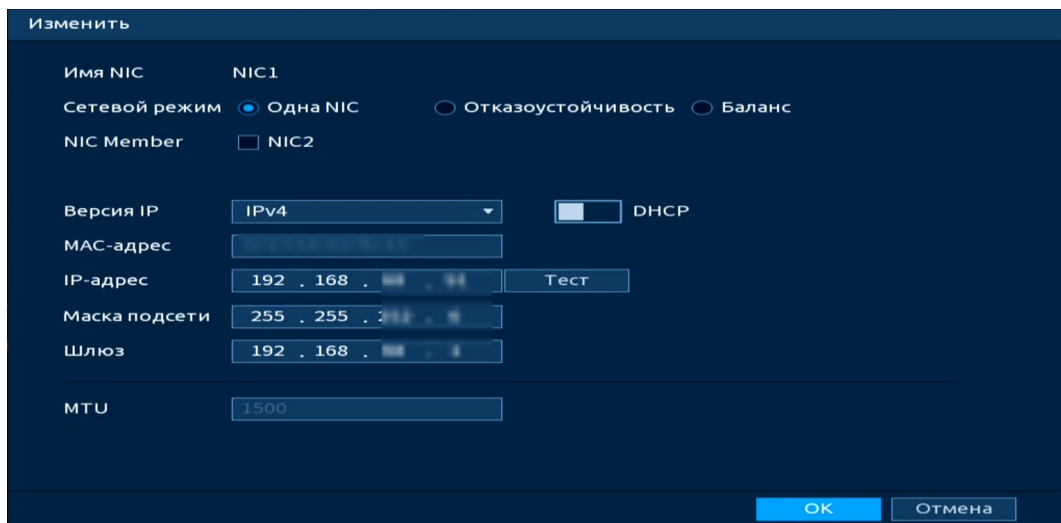 Изменить
Имя NIC NIC1
Сетевой режим Одна NIC Отказоустойчивость Баланс
NIC Member NIC2
Версия IP IPv4 DHCP
MAC-адрес
IP-адрес 192 . 168 . . Тест
Маска подсети 255 . 255 . .
Шлюз 192 . 168 . .
MTU 1500
OK Отмена